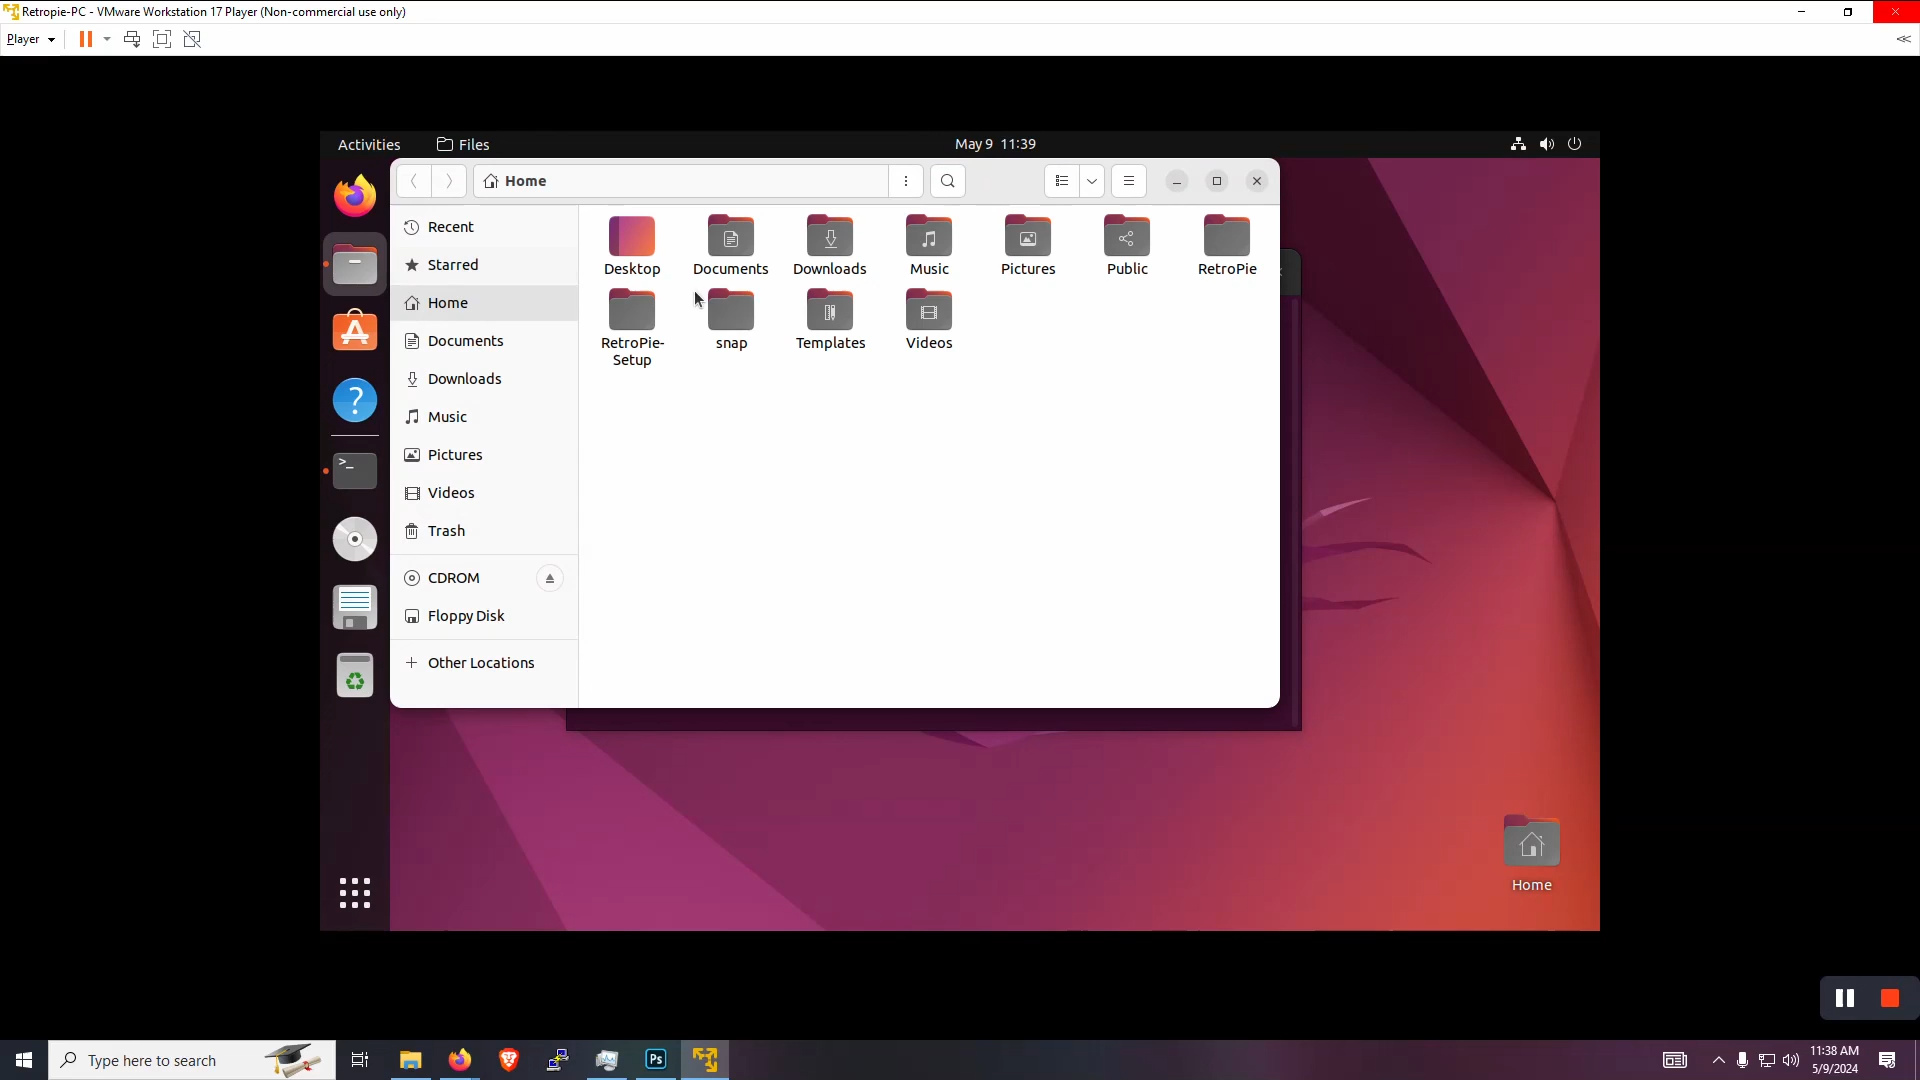 Retropie-PC - VMware Workstation 17 Player (Non-commercial use only)
Player
Activities
Files
May 9 11:39
Home
Recent
Starred
Home
Documents
Downloads
Music
Pictures
Videos
Trash
CDROM
Floppy Disk
Other Locations
Desktop
Documents
Downloads
Music
Pictures
Public
RetroPie
RetroPie-
Setup
snap
Templates
Videos
Home
Type here to search
Ps
11:38 AM
5/9/2024